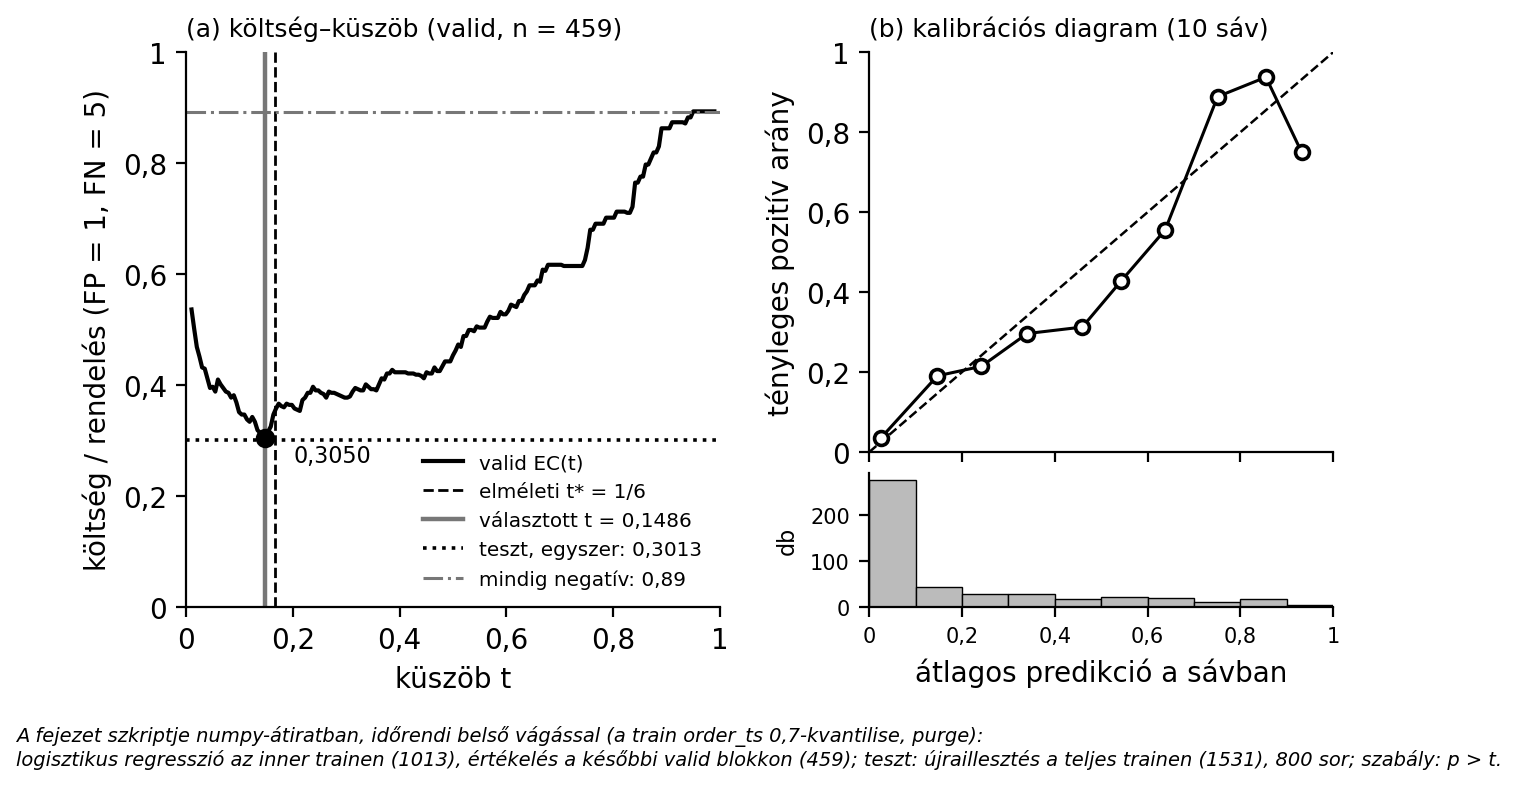 (a) költség–küszöb (valid, n = 459)
költség / rendelés (FP = 1, FN = 5)
1
0,8
0,6
0,4
0,2
0
0,3050
valid EC(t)
elméleti t* = 1/6
választott t = 0,1486
teszt, egyszer: 0,3013
mindig negatív: 0,89
0 0,2 0,4 0,6 0,8 1
küszöb t
(b) kalibrációs diagram (10 sáv)
tényleges pozitív arány
1
0,8
0,6
0,4
0,2
0
db
200
100
0
0 0,2 0,4 0,6 0,8 1
átlagos predikció a sávban
A fejezet szkriptje numpy-átiratban, időrendi belső vágással (a train order_ts 0,7-kvantilise, purge):
logisztikus regresszió az inner trainen (1013), értékelés a későbbi valid blokkon (459); teszt: újraillesztés a teljes trainen (1531), 800 sor; szabály: p > t.